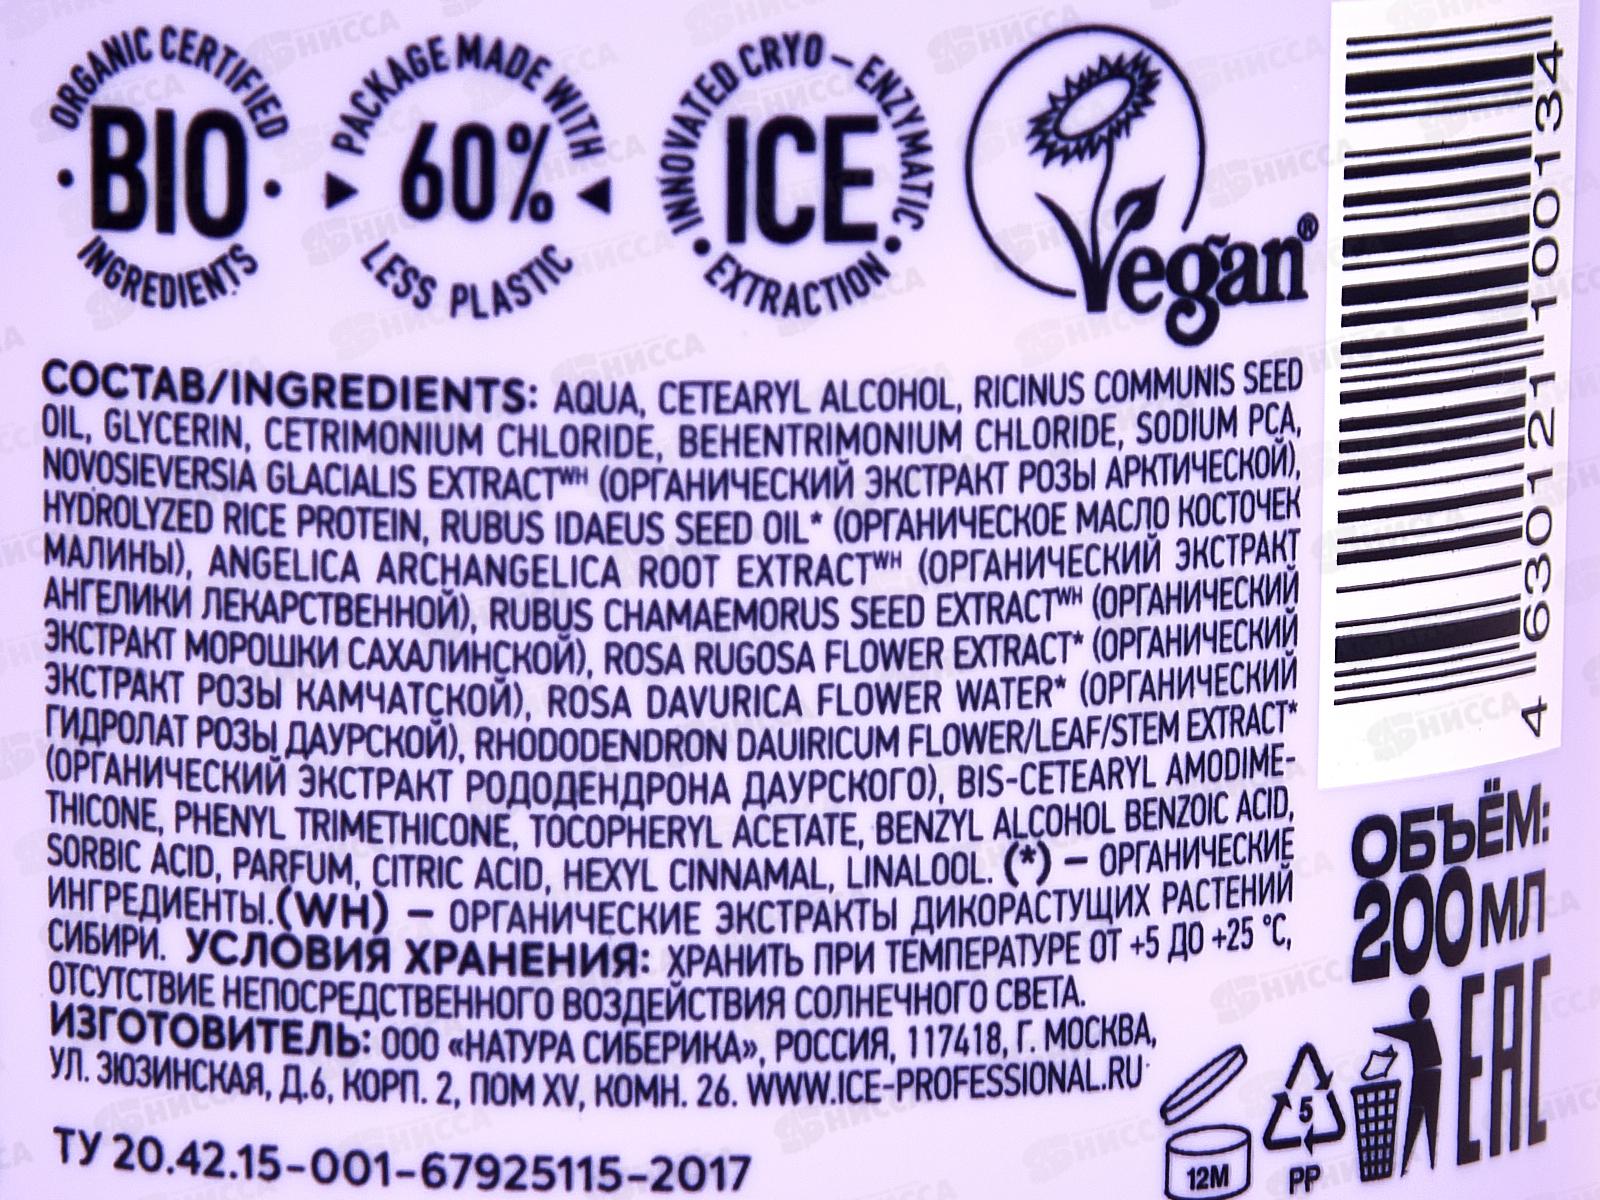 ORGANIC CERTIFIED
BIO
INGREDIENTS
PACKAGE MADE WITH
60%
LESS PLASTIC
INNOVATED CRYO – ENZYMATIC
ICE
EXTRACTION
Vegan®
СОСТАВ/INGREDIENTS: AQUA, CETEARYL ALCOHOL, RICINUS COMMUNIS SEED
OIL, GLYCERIN, CETRIMONIUM CHLORIDE, BEHENTRIMONIUM CHLORIDE, SODIUM PCA,
NOVOSIEVERSIA GLACIALIS EXTRACTᵂᴴ (ОРГАНИЧЕСКИЙ ЭКСТРАКТ РОЗЫ АРКТИЧЕСКОЙ),
HYDROLYZED RICE PROTEIN, RUBUS IDAEUS SEED OIL* (ОРГАНИЧЕСКОЕ МАСЛО КОСТОЧЕК
МАЛИНЫ), ANGELICA ARCHANGELICA ROOT EXTRACTᵂᴴ (ОРГАНИЧЕСКИЙ ЭКСТРАКТ
АНГЕЛИКИ ЛЕКАРСТВЕННОЙ), RUBUS CHAMAEMORUS SEED EXTRACTᵂᴴ (ОРГАНИЧЕСКИЙ
ЭКСТРАКТ МОРОШКИ САХАЛИНСКОЙ), ROSA RUGOSA FLOWER EXTRACT* (ОРГАНИЧЕСКИЙ
ЭКСТРАКТ РОЗЫ КАМЧАТСКОЙ), ROSA DAVURICA FLOWER WATER* (ОРГАНИЧЕСКИЙ
ГИДРОЛАТ РОЗЫ ДАУРСКОЙ), RHODODENDRON DAUIRICUM FLOWER/LEAF/STEM EXTRACT*
(ОРГАНИЧЕСКИЙ ЭКСТРАКТ РОДОДЕНДРОНА ДАУРСКОГО), BIS-CETEARYL AMODIME-
THICONE, PHENYL TRIMETHICONE, TOCOPHERYL ACETATE, BENZYL ALCOHOL BENZOIC ACID,
SORBIC ACID, PARFUM, CITRIC ACID, HEXYL CINNAMAL, LINALOOL. (*) – ОРГАНИЧЕСКИЕ
ИНГРЕДИЕНТЫ.(WH) – ОРГАНИЧЕСКИЕ ЭКСТРАКТЫ ДИКОРАСТУЩИХ РАСТЕНИЙ
СИБИРИ. УСЛОВИЯ ХРАНЕНИЯ: ХРАНИТЬ ПРИ ТЕМПЕРАТУРЕ ОТ +5 ДО +25 °C,
ОТСУТСТВИЕ НЕПОСРЕДСТВЕННОГО ВОЗДЕЙСТВИЯ СОЛНЕЧНОГО СВЕТА.
ИЗГОТОВИТЕЛЬ: ООО «НАТУРА СИБЕРИКА», РОССИЯ, 117418, Г. МОСКВА,
УЛ. ЗЮЗИНСКАЯ, Д.6, КОРП. 2, ПОМ XV, КОМН. 26. WWW.ICE-PROFESSIONAL.RU
ТУ 20.42.15-001-67925115-2017
4 630121 100134
ОБЪЁМ:
200 МЛ
12M
5
PP
EAC
НИССА